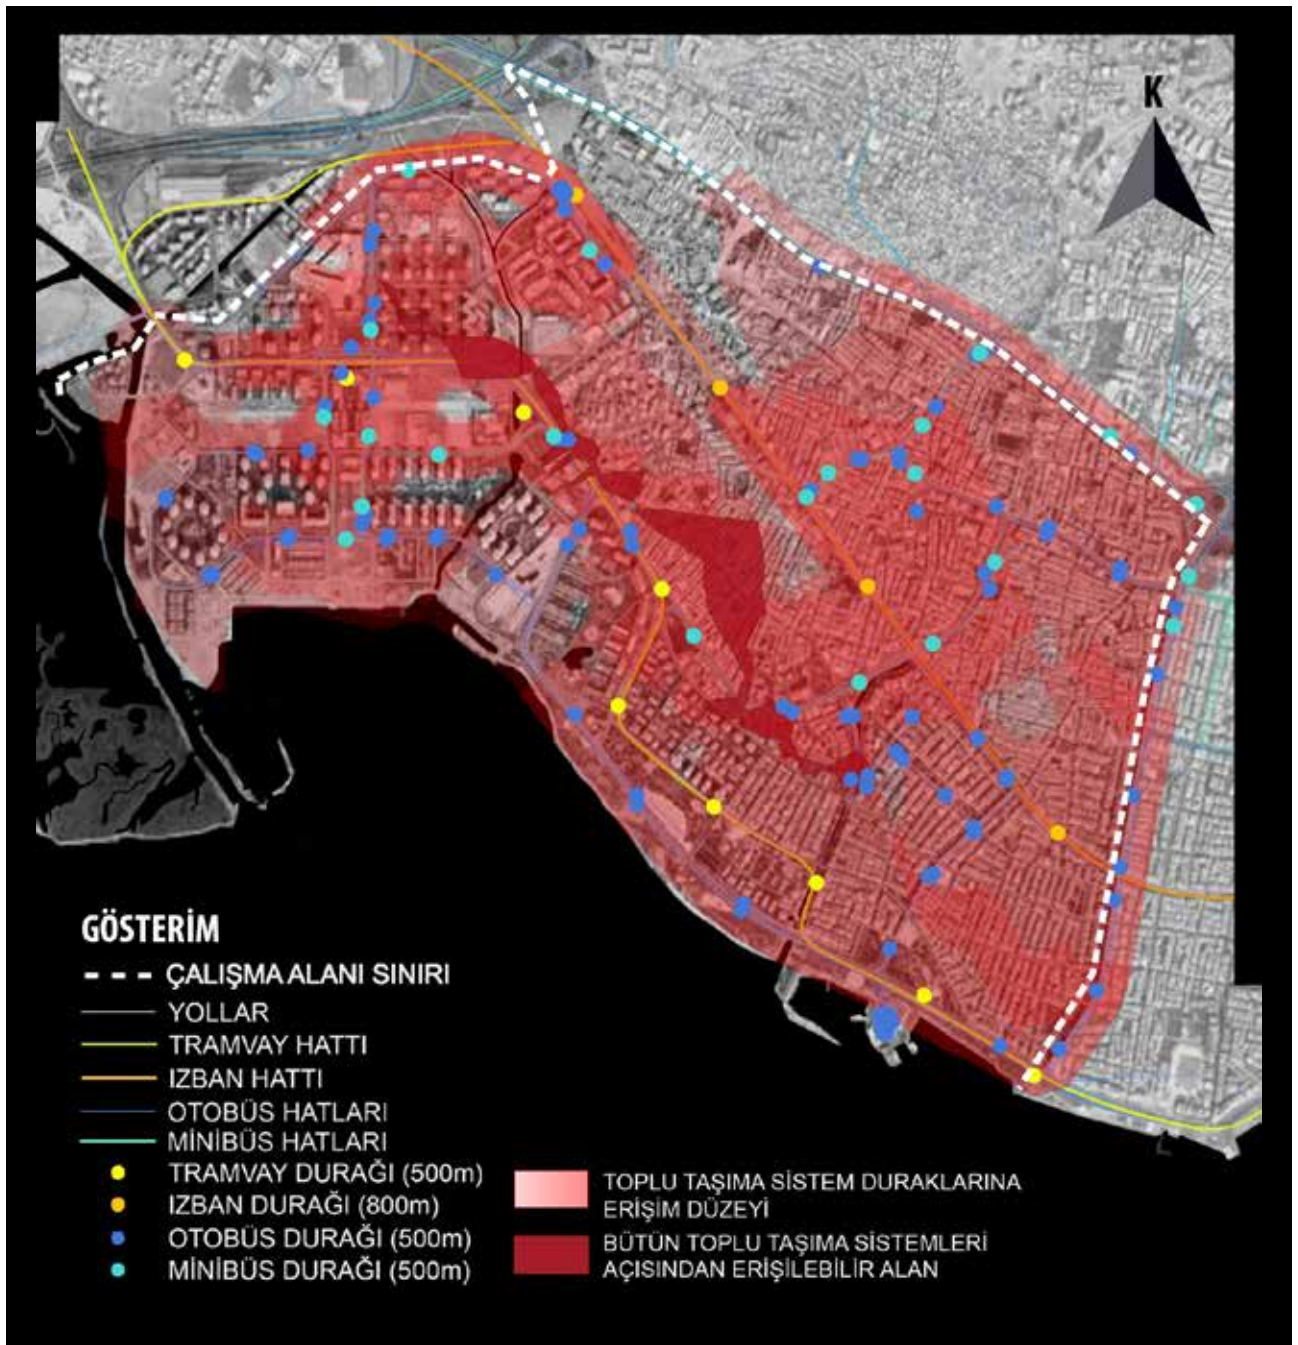 K
GÖSTERİM
ÇALIŞMA ALANI SINIRI
YOLLAR
TRAMVAY HATTI
IZBAN HATTI
OTOBÜS HATLARI
MİNİBÜS HATLARI
TRAMVAY DURAĞI (500m)
IZBAN DURAĞI (800m)
OTOBÜS DURAĞI (500m)
MİNİBÜS DURAĞI (500m)
TOPLU TAŞIMA SİSTEM DURAKLARINA
ERİŞİM DÜZEYİ
BÜTÜN TOPLU TAŞIMA SİSTEMLERİ
AÇISINDAN ERİŞİLEBİLİR ALAN